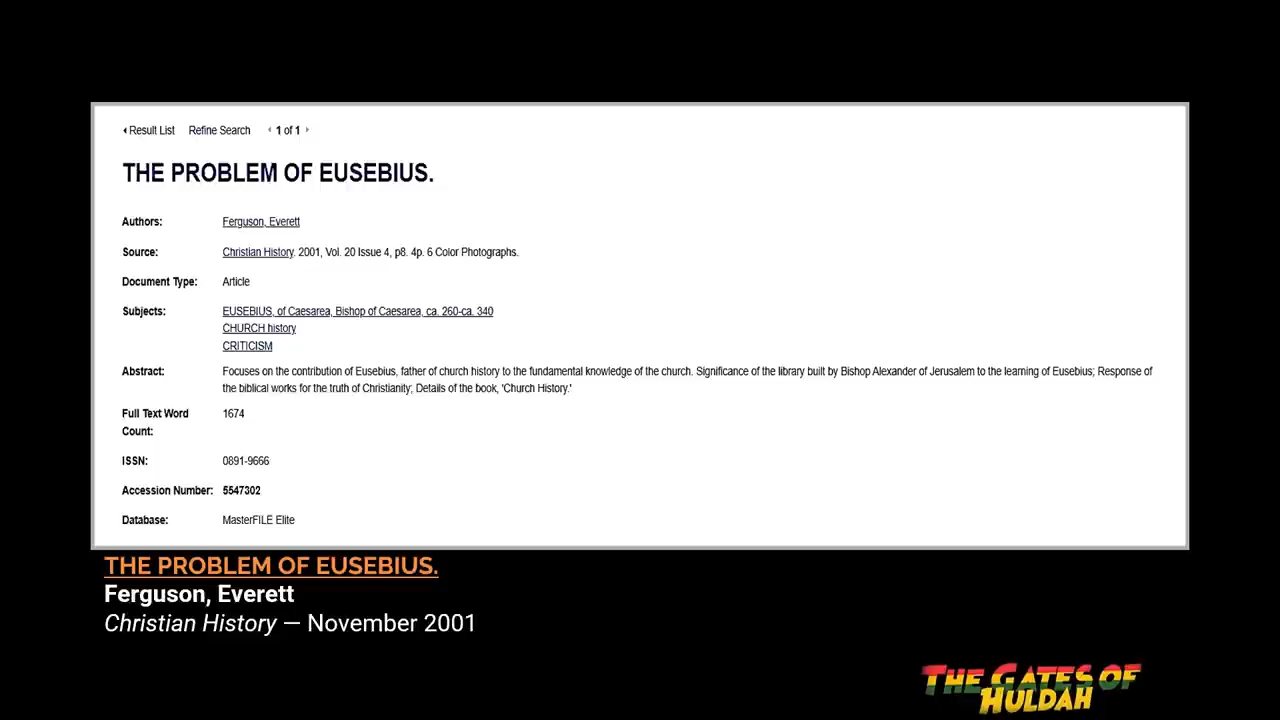 Result List Refine Search 1 of 1
THE PROBLEM OF EUSEBIUS.
Authors: Ferguson, Everett
Source: Christian History. 2001, Vol. 20 Issue 4, p8. 4p. 6 Color Photographs.
Document Type: Article
Subjects: EUSEBIUS, of Caesarea, Bishop of Caesarea, ca. 260-ca. 340
CHURCH history
CRITICISM
Abstract: Focuses on the contribution of Eusebius, father of church history to the fundamental knowledge of the church. Significance of the library built by Bishop Alexander of Jerusalem to the learning of Eusebius; Response of
the biblical works for the truth of Christianity; Details of the book, 'Church History.'
Full Text Word 1674
Count:
ISSN: 0891-9666
Accession Number: 5547302
Database: MasterFILE Elite
THE PROBLEM OF EUSEBIUS.
Ferguson, Everett
Christian History — November 2001
THE GATES OF
HULDAH